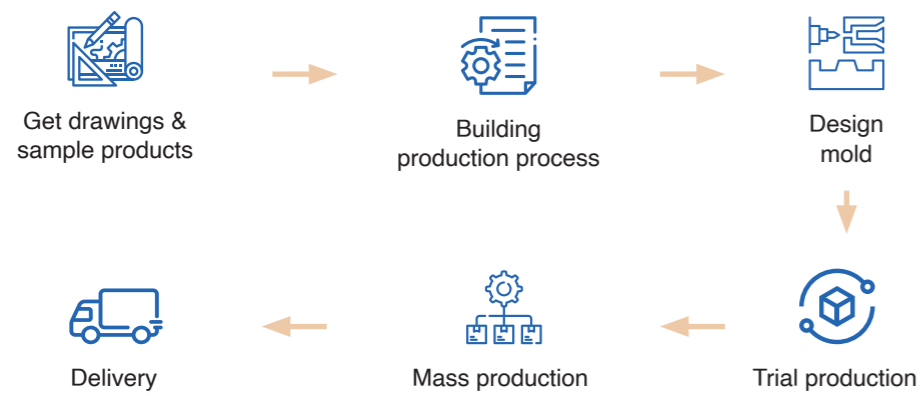 Get drawings &
sample products
Building
production process
Design
mold
Trial production
Mass production
Delivery